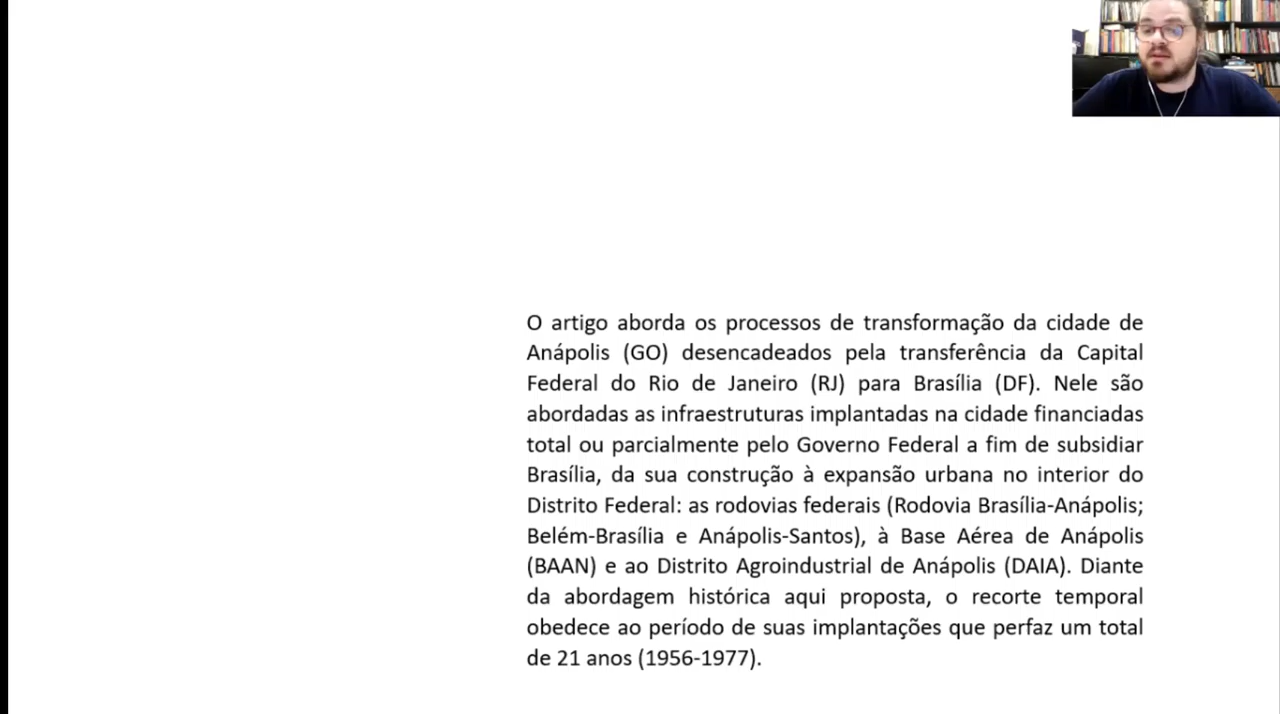 O artigo aborda os processos de transformação da cidade de
Anápolis (GO) desencadeados pela transferência da Capital
Federal do Rio de Janeiro (RJ) para Brasília (DF). Nele são
abordadas as infraestruturas implantadas na cidade financiadas
total ou parcialmente pelo Governo Federal a fim de subsidiar
Brasília, da sua construção à expansão urbana no interior do
Distrito Federal: as rodovias federais (Rodovia Brasília-Anápolis;
Belém-Brasília e Anápolis-Santos), à Base Aérea de Anápolis
(BAAN) e ao Distrito Agroindustrial de Anápolis (DAIA). Diante
da abordagem histórica aqui proposta, o recorte temporal
obedece ao período de suas implantações que perfaz um total
de 21 anos (1956-1977).